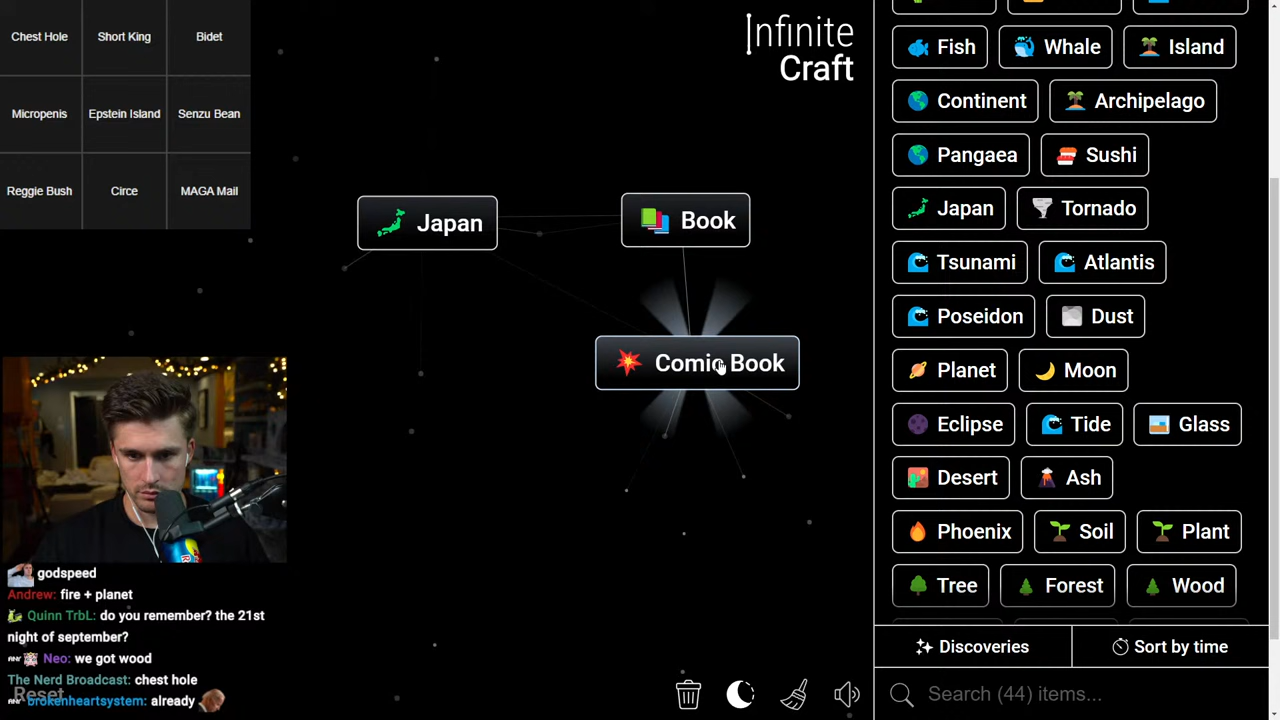 Chest Hole Short King Bidet
Micropenis Epstein Island Senzu Bean
Reggie Bush Circe MAGA Mail
Infinite
Craft
Japan
Book
Comic Book
Fish Whale Island
Continent Archipelago
Pangaea Sushi
Japan Tornado
Tsunami Atlantis
Poseidon Dust
Planet Moon
Eclipse Tide Glass
Desert Ash
Phoenix Soil Plant
Tree Forest Wood
Discoveries Sort by time
Search (44) items...
godspeed
Andrew: fire + planet
Quinn TrbL: do you remember? the 21st
night of september?
Neo: we got wood
The Nerd Broadcast: chest hole
brokenheartsystem: already
Reset